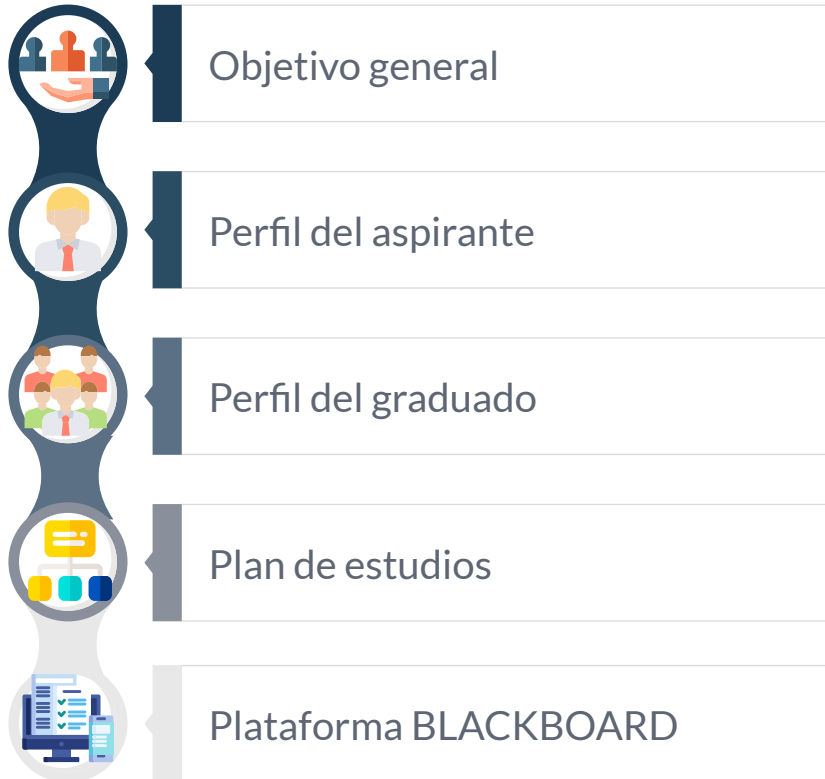 Objetivo general
Perfil del aspirante
Perfil del graduado
Plan de estudios
Plataforma BLACKBOARD